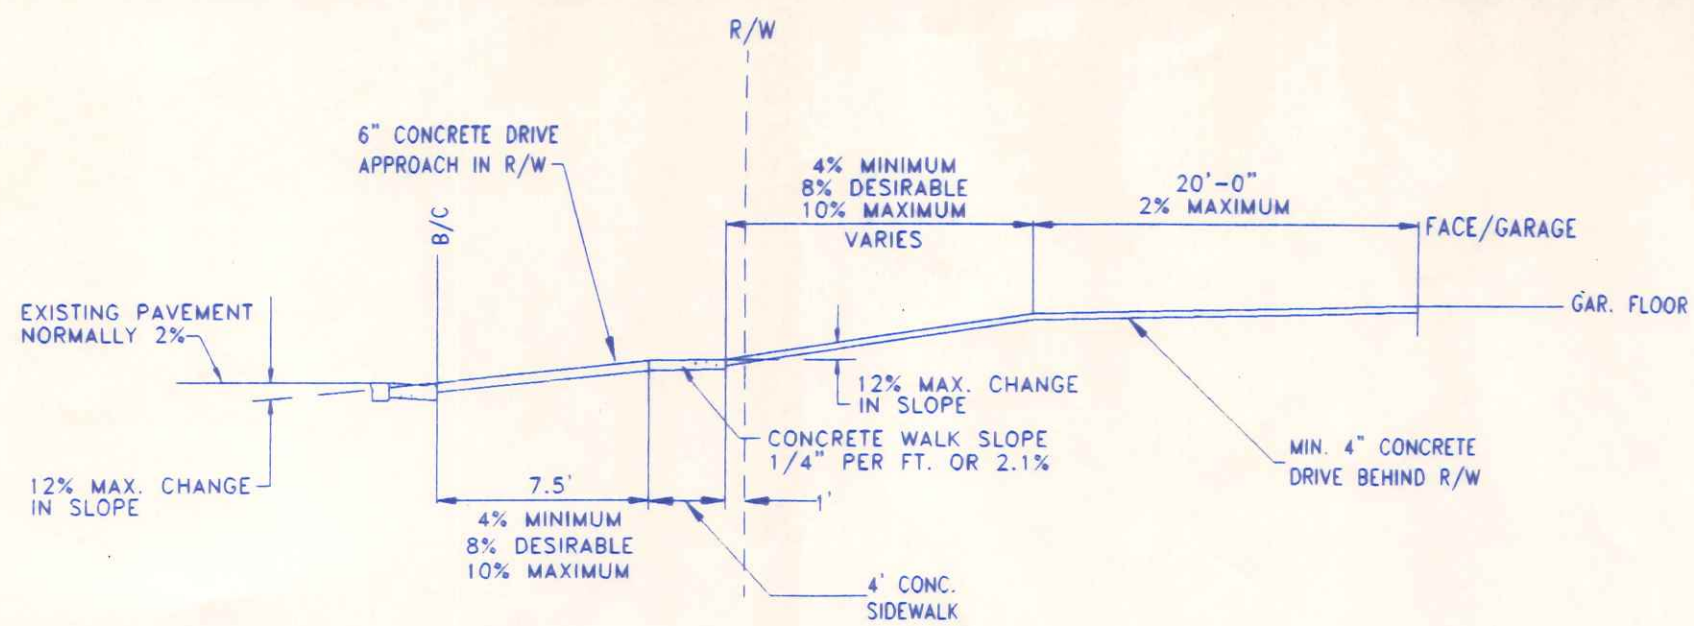 R/W
6" CONCRETE DRIVE
APPROACH IN R/W
B/C
4% MINIMUM
8% DESIRABLE
10% MAXIMUM
VARIES
20'-0"
2% MAXIMUM
FACE/GARAGE
GAR. FLOOR
EXISTING PAVEMENT
NORMALLY 2%
12% MAX. CHANGE
IN SLOPE
12% MAX. CHANGE
IN SLOPE
CONCRETE WALK SLOPE
1/4" PER FT. OR 2.1%
MIN. 4" CONCRETE
DRIVE BEHIND R/W
7.5'
4% MINIMUM
8% DESIRABLE
10% MAXIMUM
1'
4' CONC.
SIDEWALK